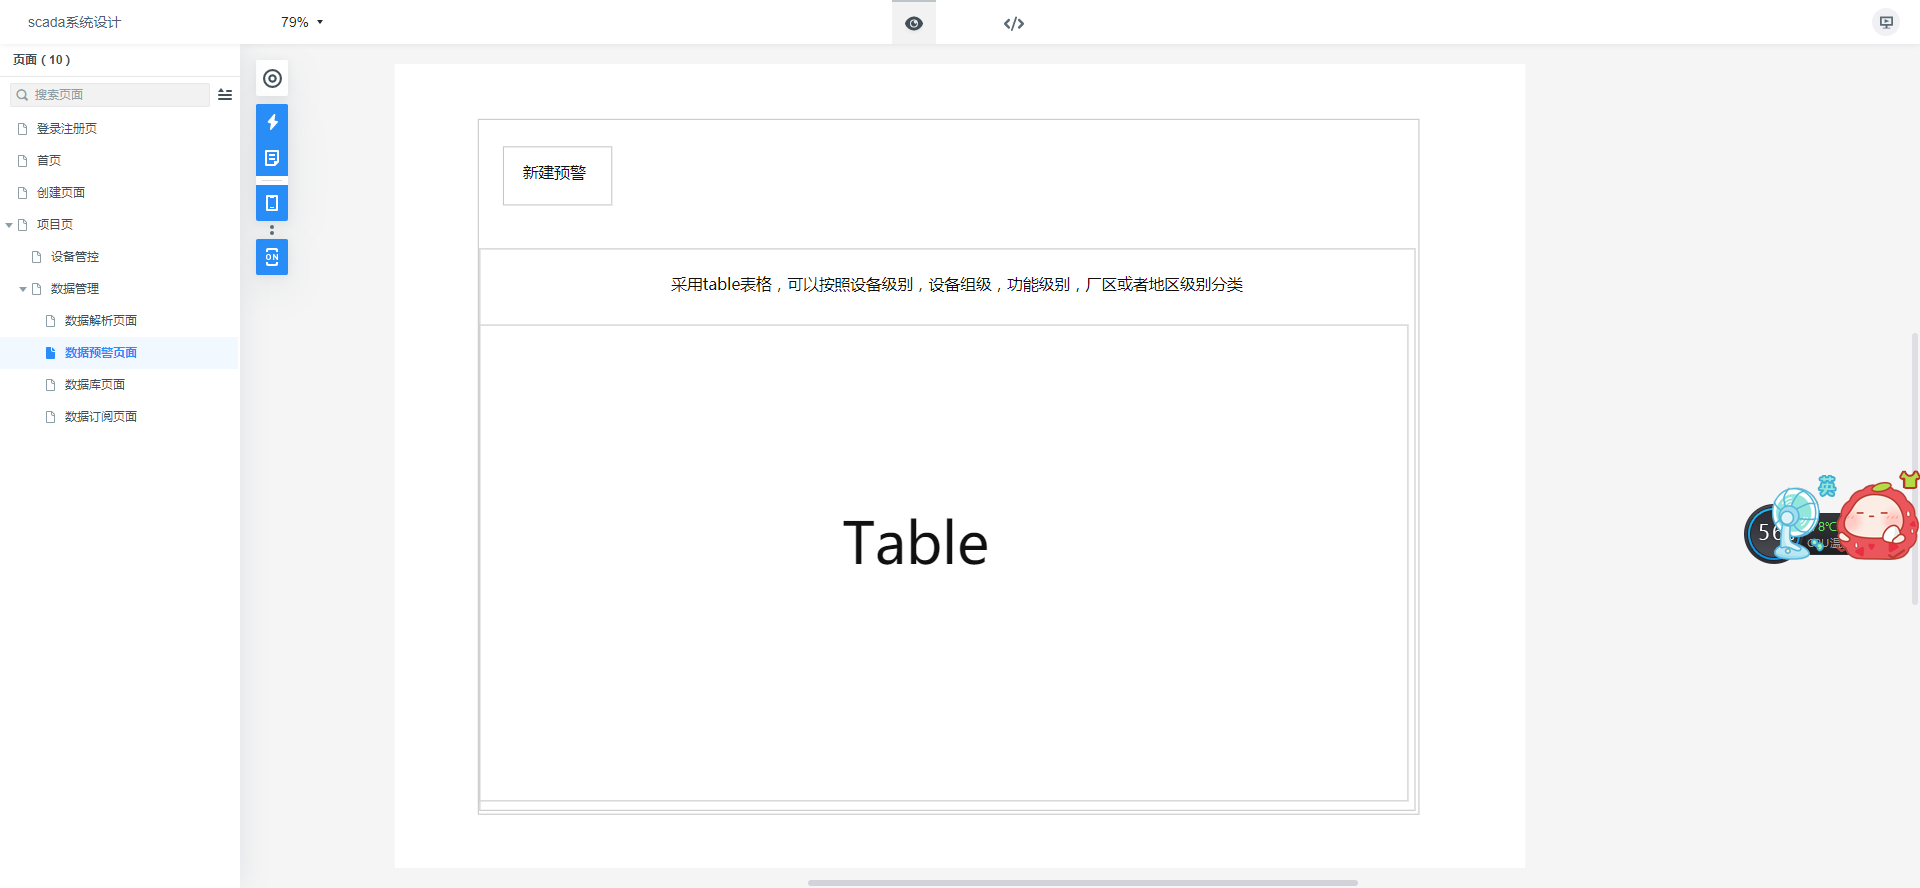 scada系统设计
79%
页面 ( 10 )
搜索页面
登录注册页
首页
创建页面
项目页
设备管控
数据管理
数据解析页面
数据预警页面
数据库页面
数据订阅页面
ON
新建预警
采用table表格，可以按照设备级别，设备组级，功能级别，厂区或者地区级别分类
Table
英
8℃